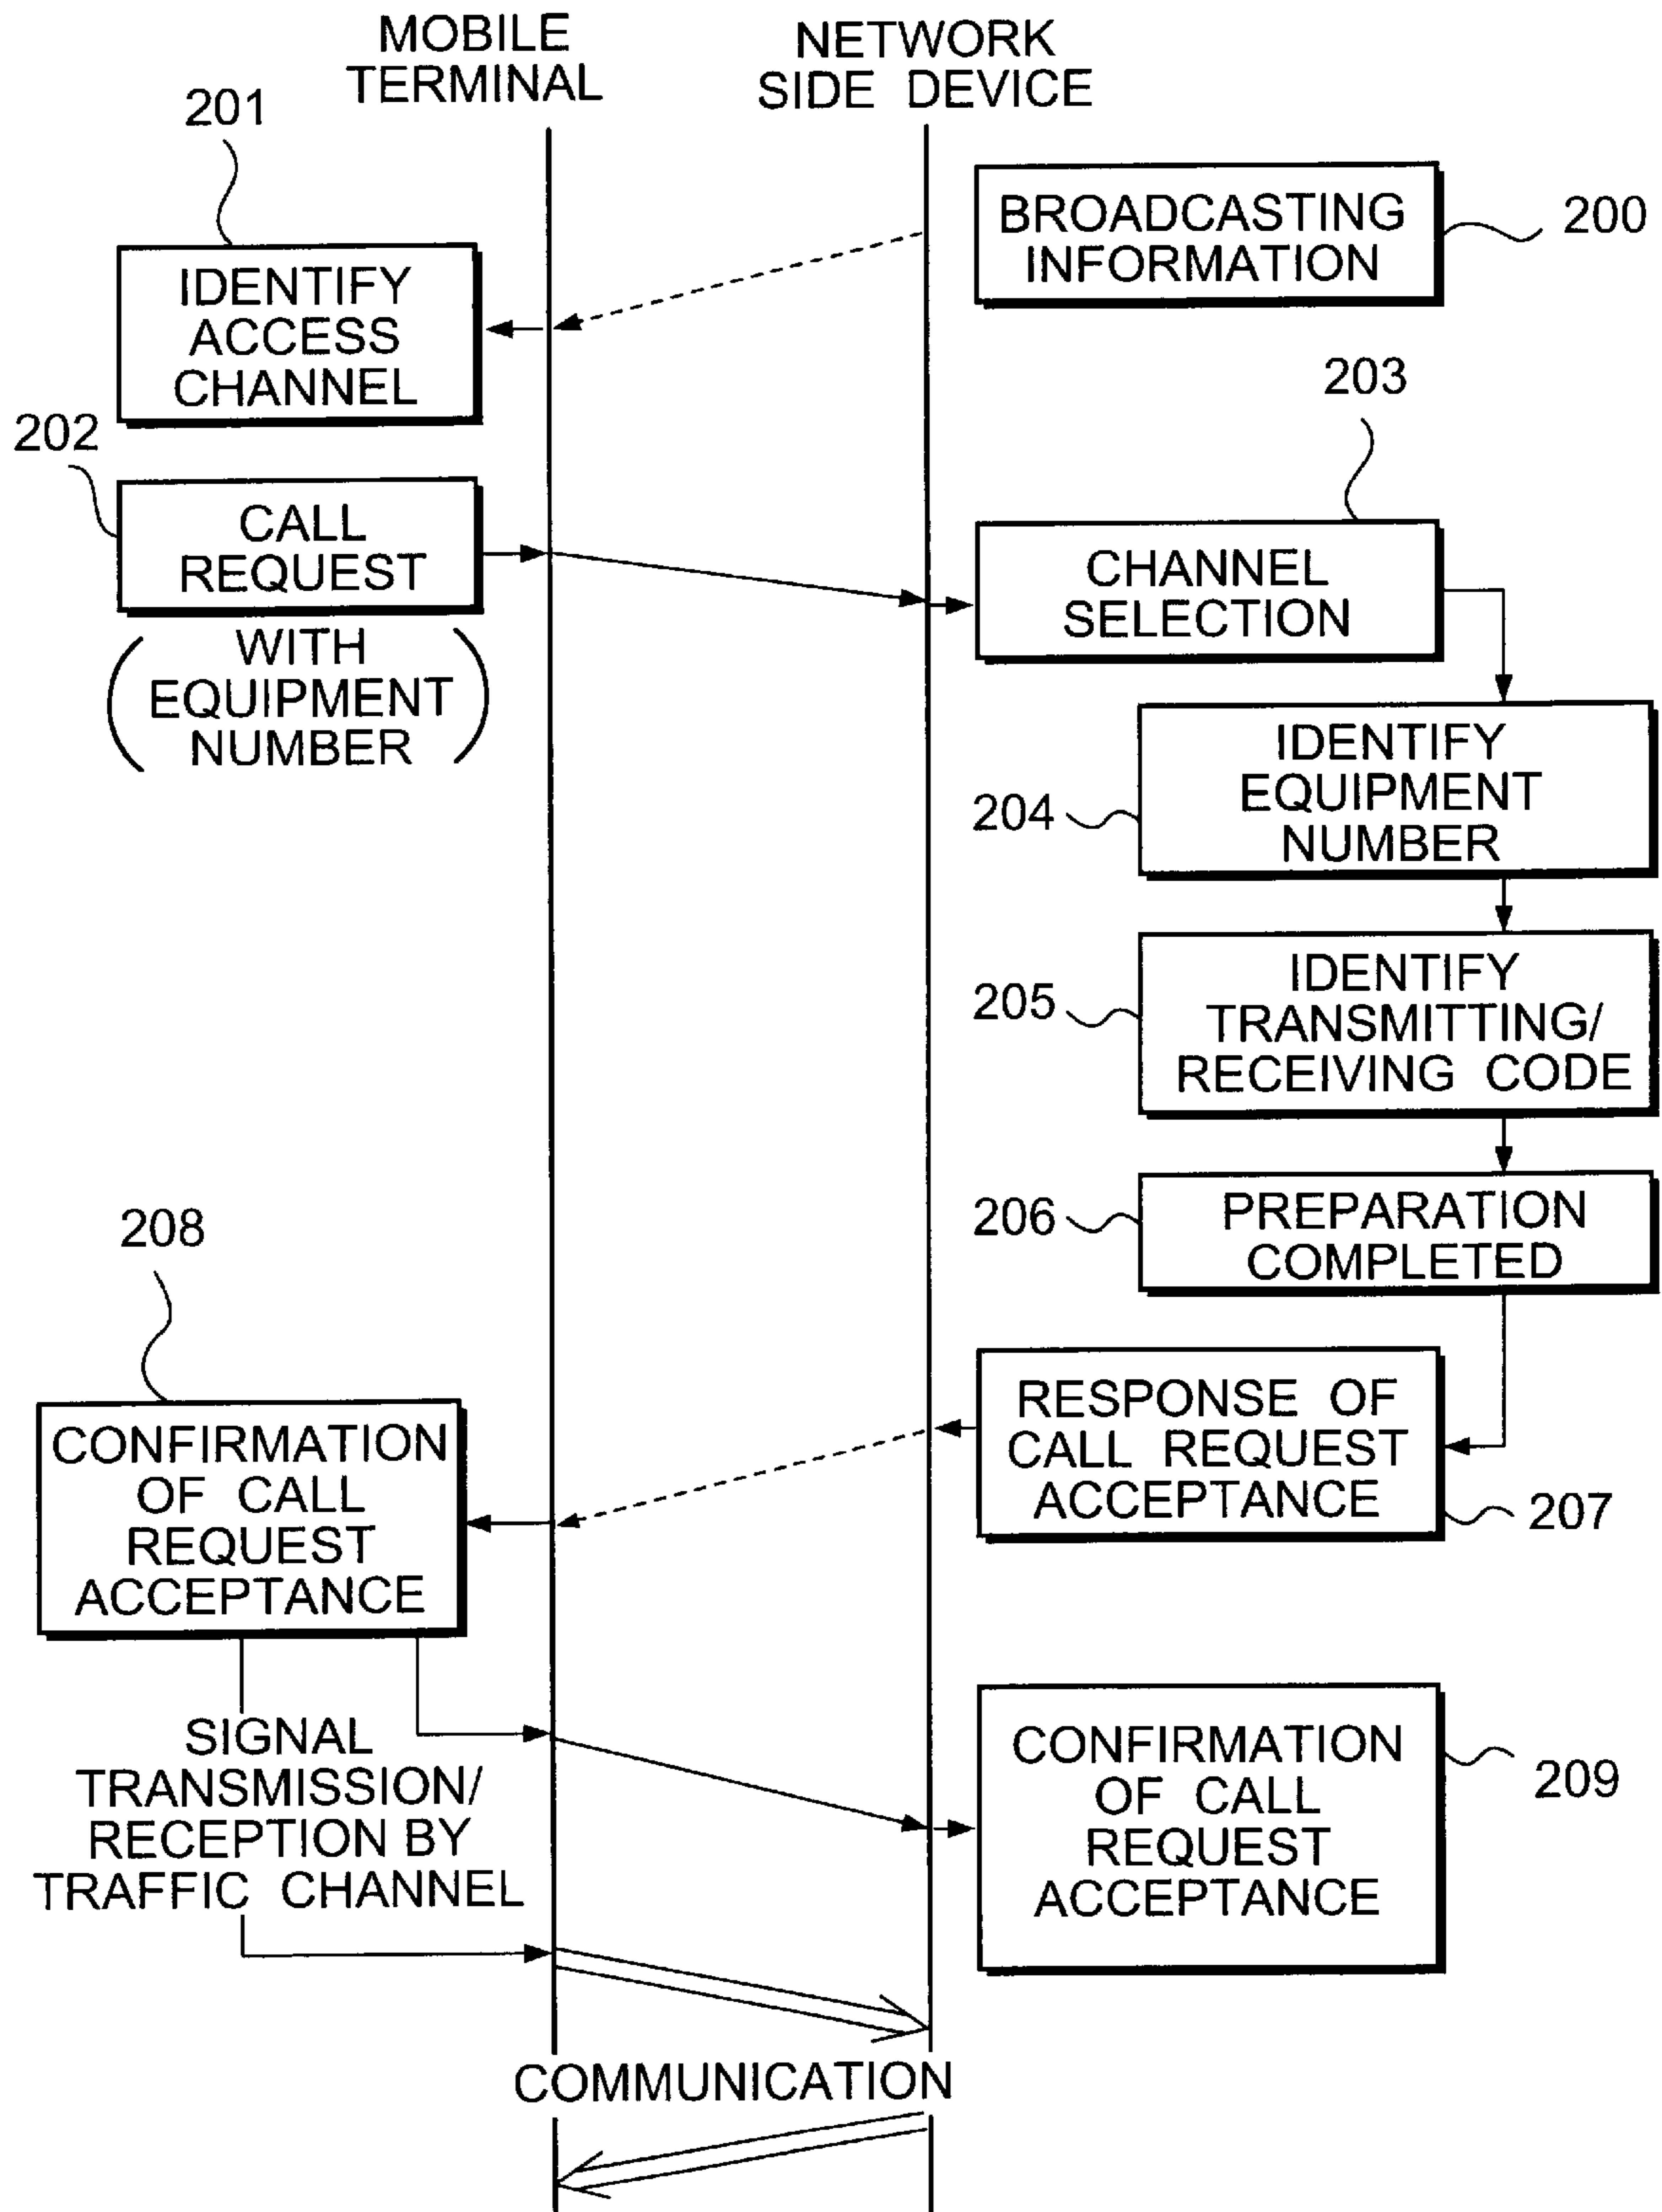 MOBILE
TERMINAL
NETWORK
SIDE DEVICE
201
BROADCASTING
INFORMATION
200
IDENTIFY
ACCESS
CHANNEL
202
203
CALL
REQUEST
(WITH
EQUIPMENT
NUMBER)
CHANNEL
SELECTION
204
IDENTIFY
EQUIPMENT
NUMBER
205
IDENTIFY
TRANSMITTING/
RECEIVING CODE
206
PREPARATION
COMPLETED
208
RESPONSE OF
CALL REQUEST
ACCEPTANCE
207
CONFIRMATION
OF CALL
REQUEST
ACCEPTANCE
SIGNAL
TRANSMISSION/
RECEPTION BY
TRAFFIC CHANNEL
CONFIRMATION
OF CALL
REQUEST
ACCEPTANCE
209
COMMUNICATION